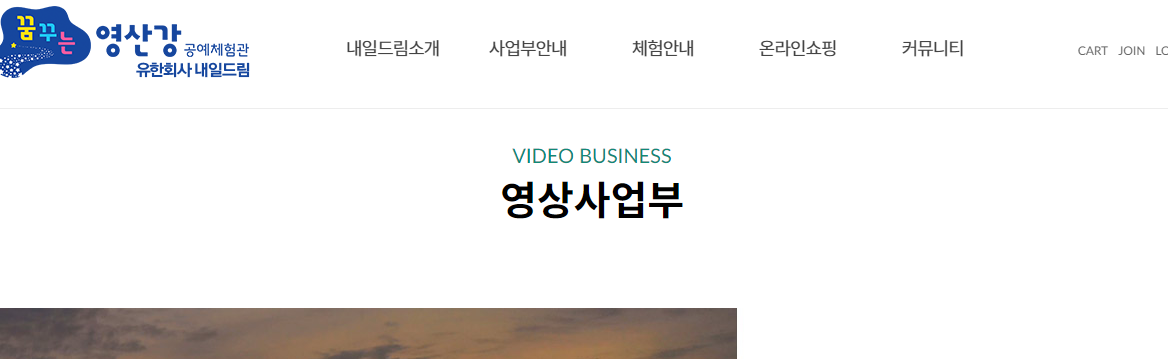 꿈꾸는 영산강 공예체험관
유한회사 내일드림
내일드림소개 사업부안내 체험안내 온라인쇼핑 커뮤니티
CART JOIN LO
VIDEO BUSINESS
영상사업부